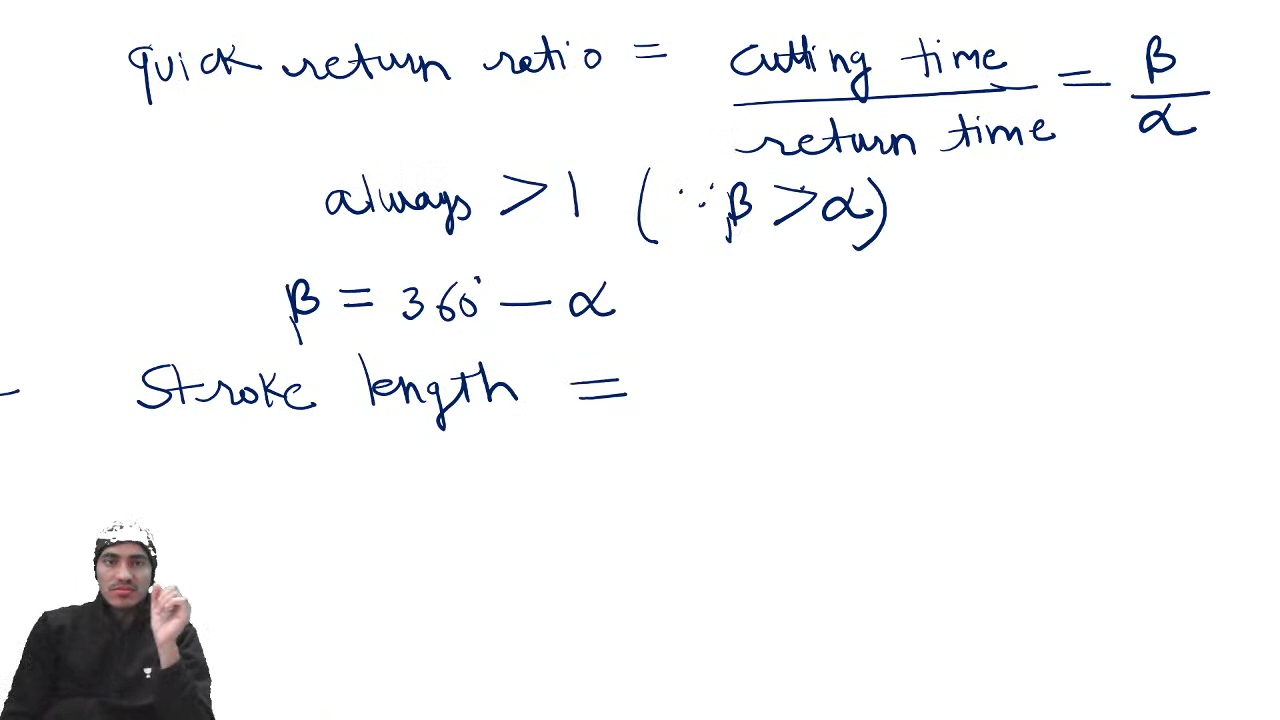 quick return ratio = cutting time / return time = β / α
always > 1 (∵ β > α)
β = 360° — α
Stroke length =